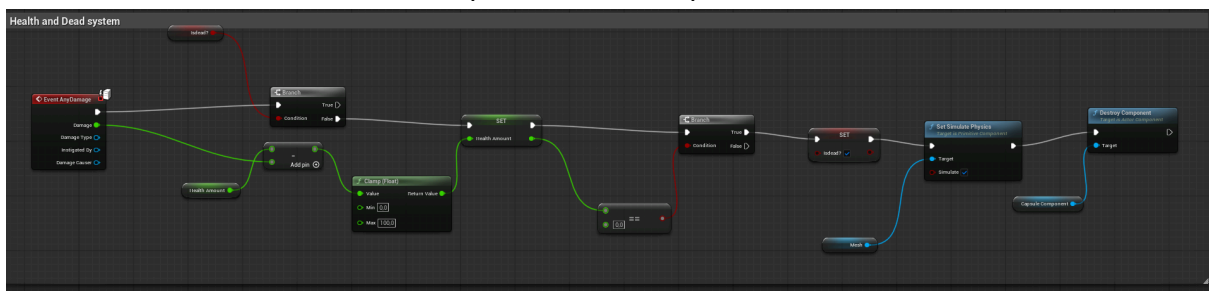 Health and Dead system
Isdead?
Event AnyDamage
Damage
Damage Type
Instigated By
Damage Causer
Branch
True
Condition
False
-
Add pin
Health Amount
Clamp (Float)
Value
Return Value
Min 0,0
Max 100,0
SET
Health Amount
==
0,0
Branch
True
Condition
False
SET
Isdead?
Set Simulate Physics
Target is Primitive Component
Target
Simulate
Mesh
Destroy Component
Target is Actor Component
Target
Capsule Component